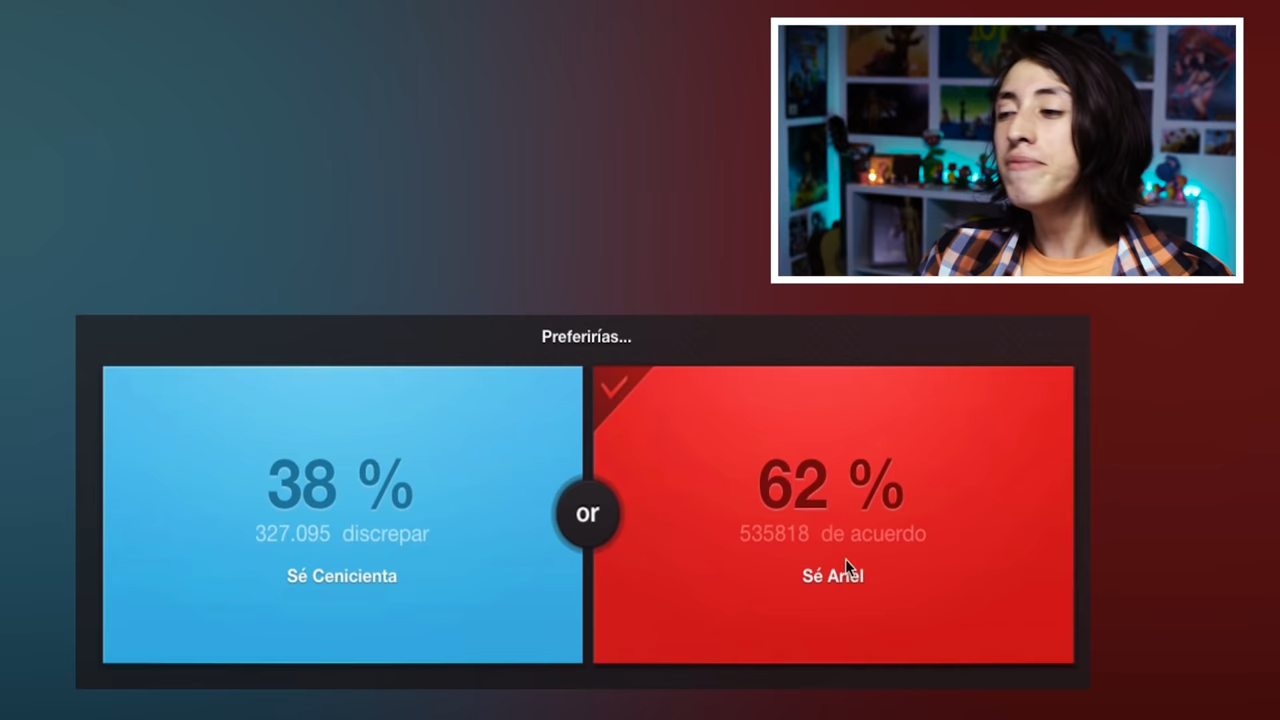 Preferirías...
38 %
327.095 discrepar
Sé Cenicienta
or
62 %
535818 de acuerdo
Sé Ariel